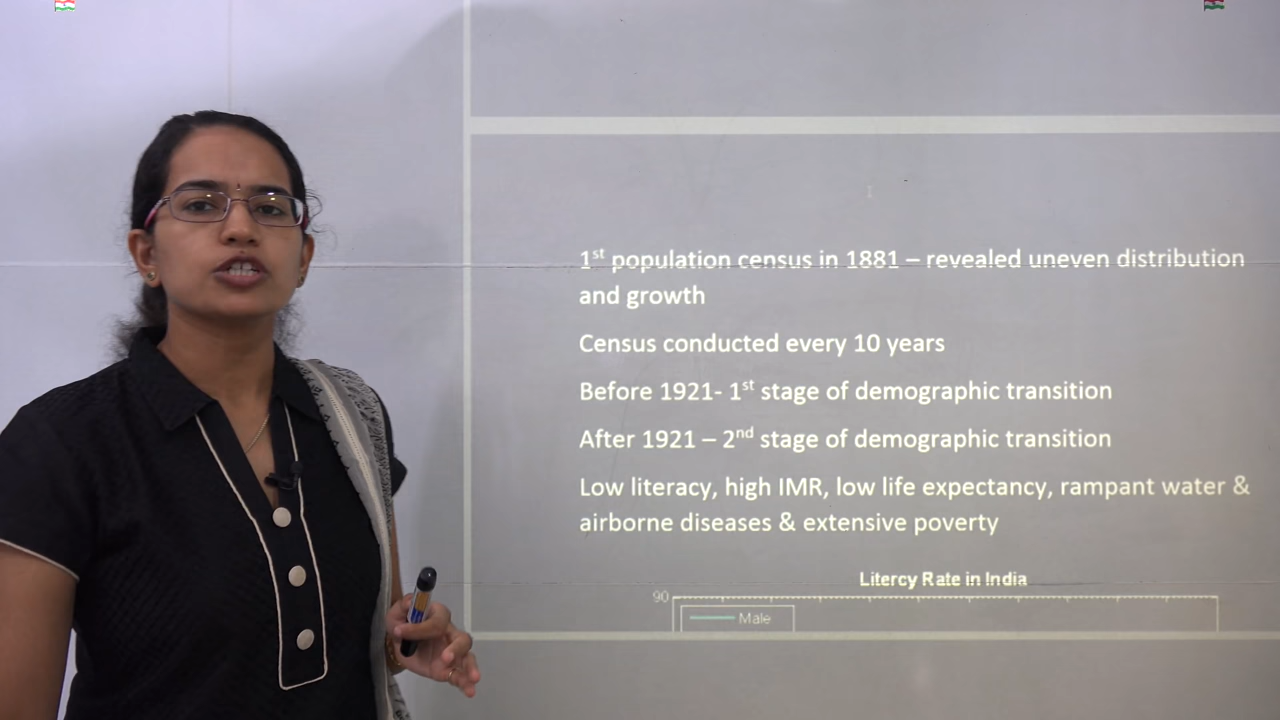 1st population census in 1881 – revealed uneven distribution
and growth
Census conducted every 10 years
Before 1921- 1st stage of demographic transition
After 1921 – 2nd stage of demographic transition
Low literacy, high IMR, low life expectancy, rampant water &
airborne diseases & extensive poverty
Litercy Rate in India
90
Male